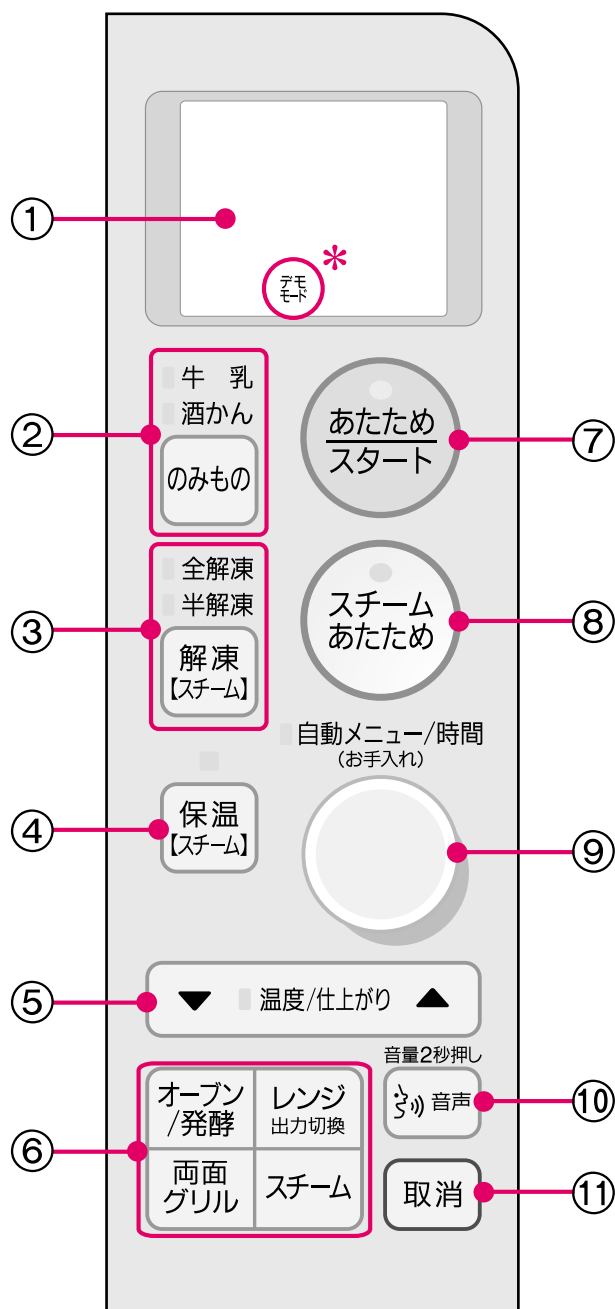 ①
デモ
モード
*
②
牛 乳
酒かん
のみもの
③
全解凍
半解凍
解凍
【スチーム】
④
保温
【スチーム】
⑤
▼ 温度/仕上がり ▲
⑥
オーブン
/発酵
レンジ
出力切換
両面
グリル
スチーム
⑦
あたため
スタート
⑧
スチーム
あたため
自動メニュー/時間
(お手入れ)
⑨
音量2秒押し
音声
⑩
取消
⑪